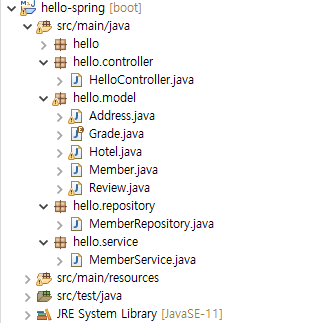 hello-spring [boot]
src/main/java
hello
hello.controller
HelloController.java
hello.model
Address.java
Grade.java
Hotel.java
Member.java
Review.java
hello.repository
MemberRepository.java
hello.service
MemberService.java
src/main/resources
src/test/java
JRE System Library [JavaSE-11]